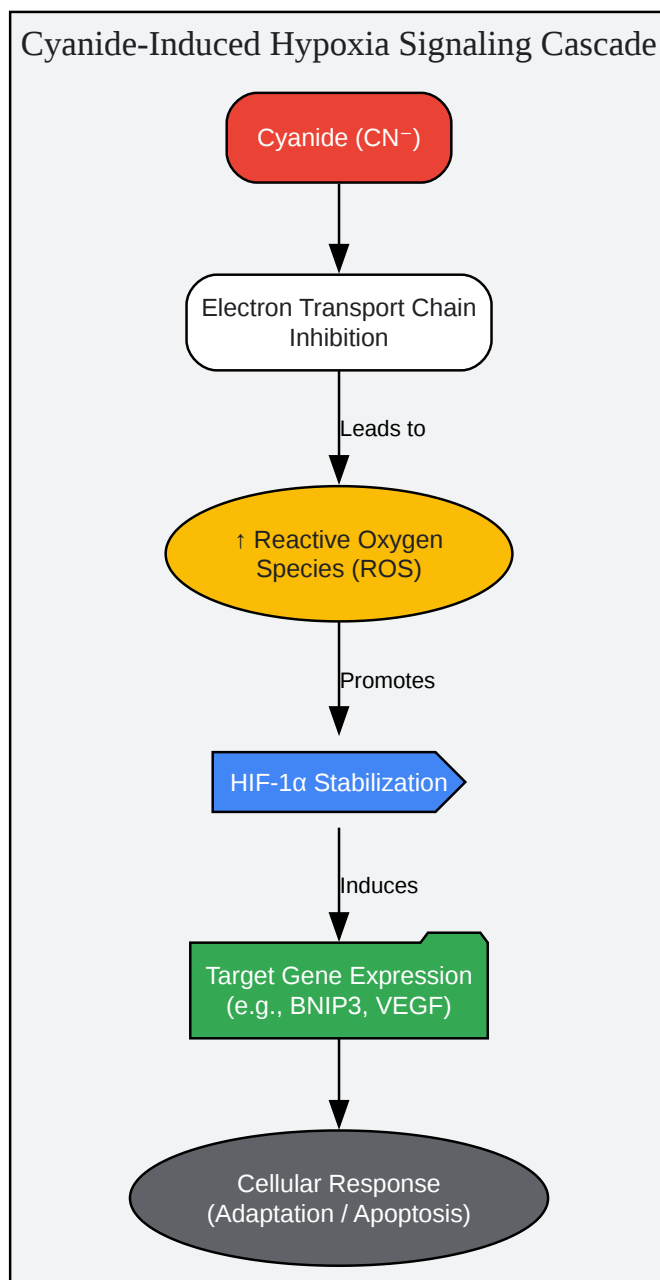 Cyanide-Induced Hypoxia Signaling Cascade
Cyanide (CN⁻)
Electron Transport Chain
Inhibition
Leads to
↑ Reactive Oxygen
Species (ROS)
Promotes
HIF-1α Stabilization
Induces
Target Gene Expression
(e.g., BNIP3, VEGF)
Cellular Response
(Adaptation / Apoptosis)